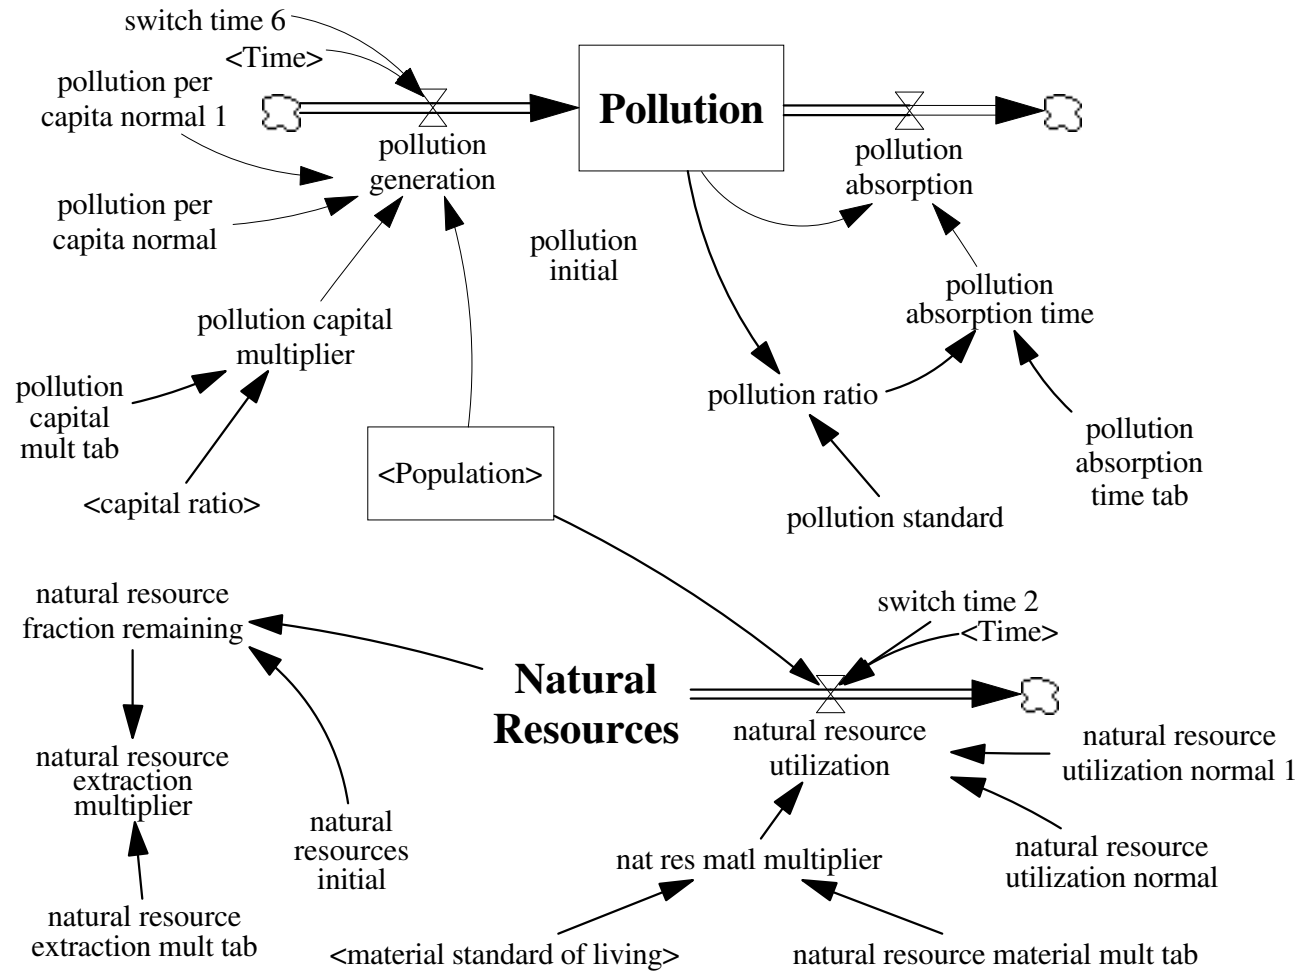 switch time 6
<Time>
pollution per
capita normal 1
Pollution
pollution
generation
pollution
absorption
pollution per
capita normal
pollution
initial
pollution
absorption time
pollution capital
multiplier
pollution
capital
mult tab
pollution ratio
pollution
absorption
time tab
<Population>
<capital ratio>
pollution standard
natural resource
fraction remaining
switch time 2
<Time>
Natural
Resources
natural resource
utilization
natural resource
utilization normal 1
natural resource
extraction
multiplier
natural
resources
initial
nat res matl multiplier
natural resource
utilization normal
natural resource
extraction mult tab
<material standard of living>
natural resource material mult tab